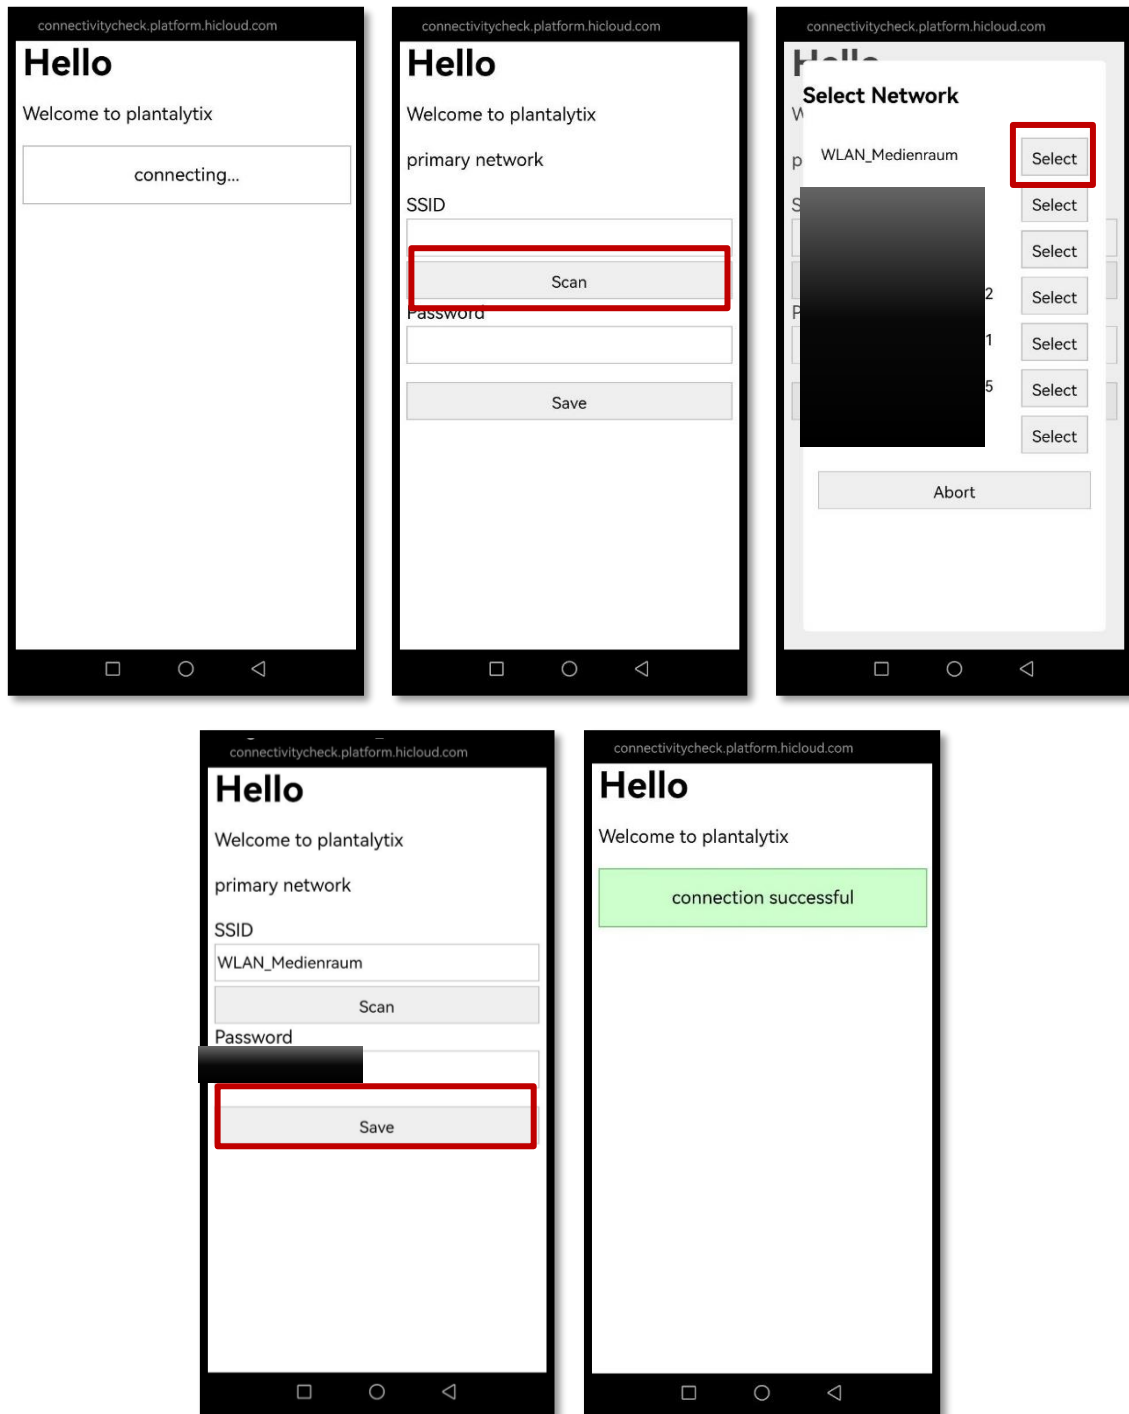 connectivitycheck.platform.hicloud.com
Hello
Welcome to plantalytix
connecting...
connectivitycheck.platform.hicloud.com
Hello
Welcome to plantalytix
primary network
SSID
Scan
Password
Save
connectivitycheck.platform.hicloud.com
Hello
Select Network
WLAN_Medienraum
Select
Select
Select
2
Select
1
Select
5
Select
Select
Abort
connectivitycheck.platform.hicloud.com
Hello
Welcome to plantalytix
primary network
SSID
WLAN_Medienraum
Scan
Password
Save
connectivitycheck.platform.hicloud.com
Hello
Welcome to plantalytix
connection successful